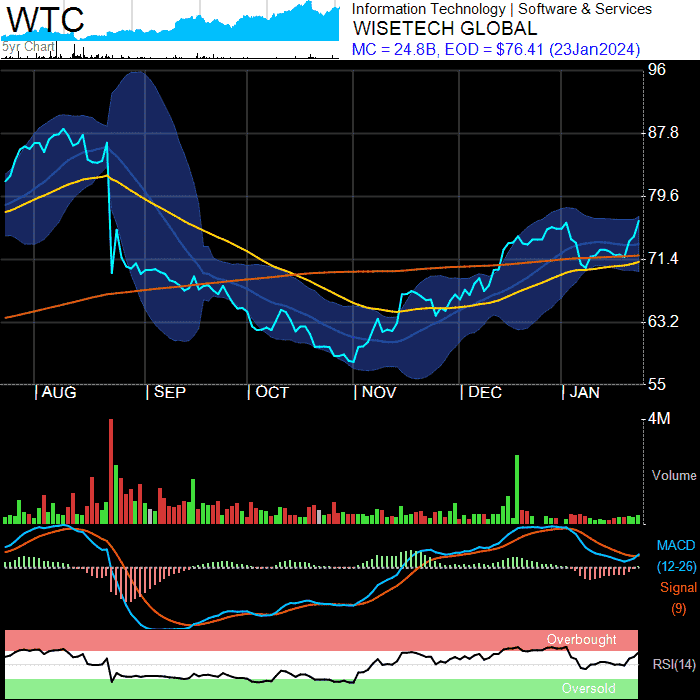 WTC
5yr Chart
Information Technology | Software & Services
WISETECH GLOBAL
MC = 24.8B, EOD = $76.41 (23Jan2024)
96
87.8
79.6
71.4
63.2
55
| AUG | SEP | OCT | NOV | DEC | JAN
4M
Volume
MACD
(12-26)
Signal
(9)
Overbought
RSI(14)
Oversold